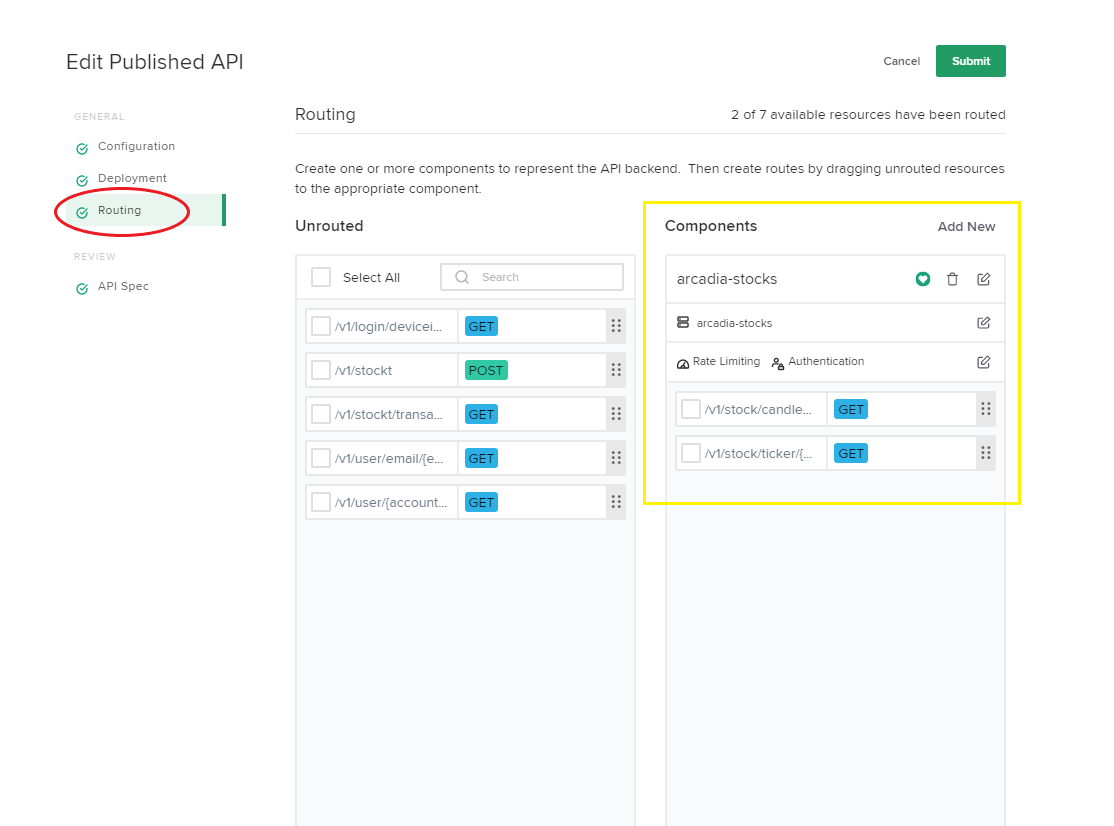 Edit Published API
Cancel
Submit
GENERAL
Configuration
Deployment
Routing
REVIEW
API Spec
Routing
2 of 7 available resources have been routed
Create one or more components to represent the API backend.  Then create routes by dragging unrouted resources
to the appropriate component.
Unrouted
Select All
Search
/v1/login/devicei... GET
/v1/stockt POST
/v1/stockt/transa... GET
/v1/user/email/{e... GET
/v1/user/{account... GET
Components
Add New
arcadia-stocks
arcadia-stocks
Rate Limiting Authentication
/v1/stock/candle... GET
/v1/stock/ticker/{... GET